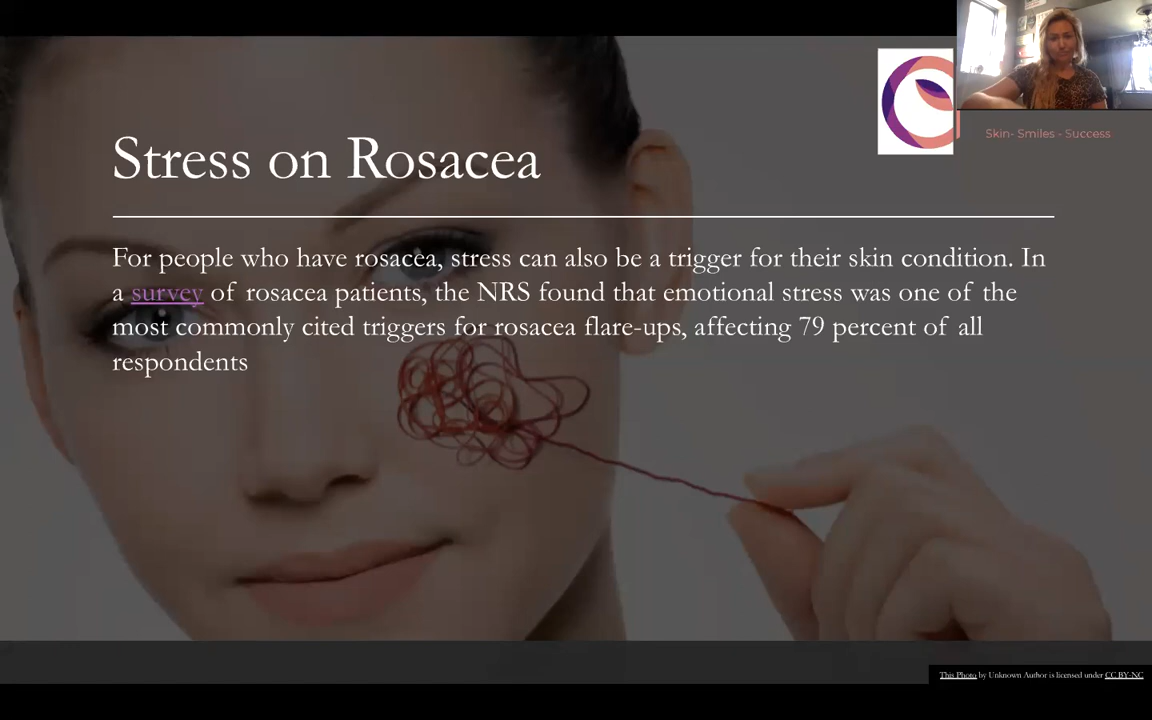 Skin- Smiles - Success
Stress on Rosacea
For people who have rosacea, stress can also be a trigger for their skin condition. In
a survey of rosacea patients, the NRS found that emotional stress was one of the
most commonly cited triggers for rosacea flare-ups, affecting 79 percent of all
respondents
This Photo by Unknown Author is licensed under CC BY-NC